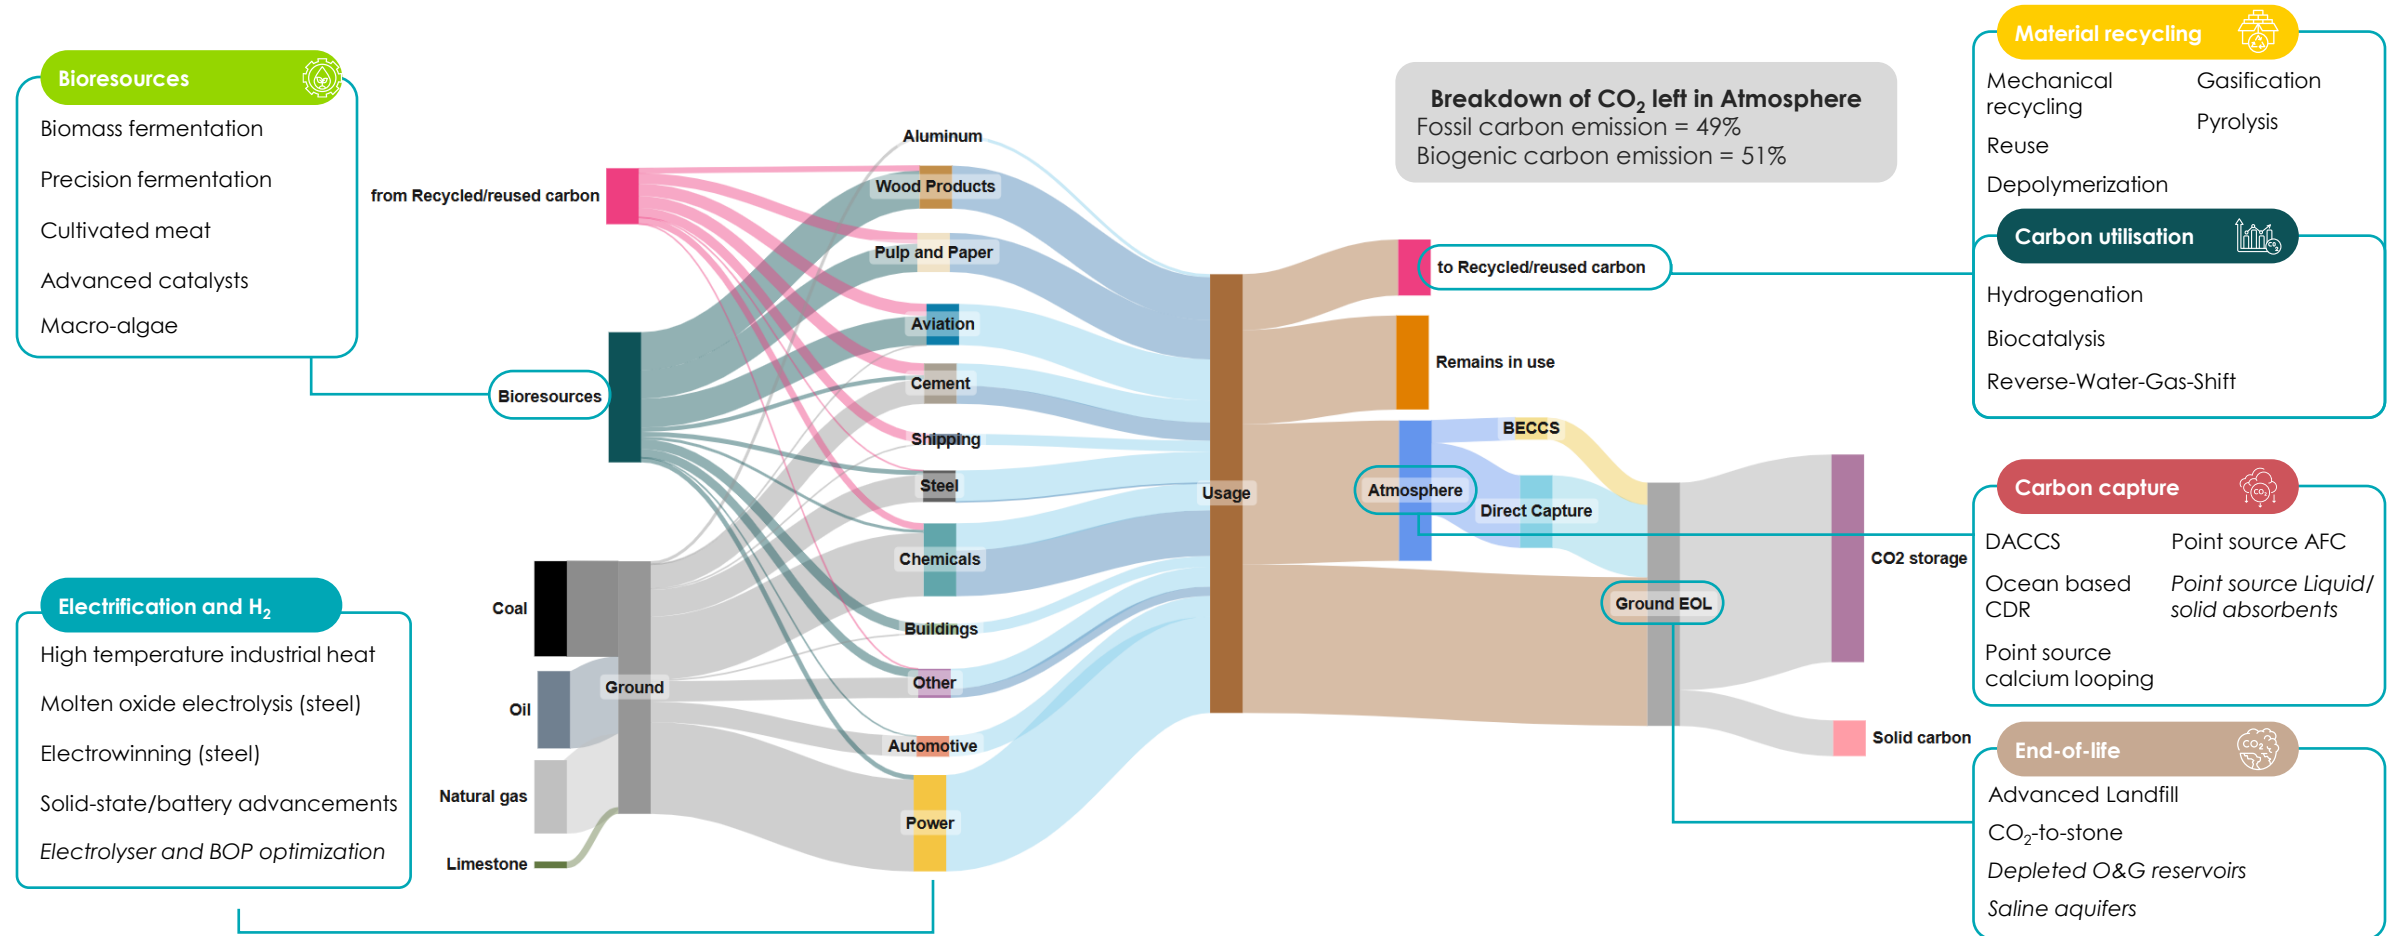 Bioresources
Biomass fermentation
Precision fermentation
Cultivated meat
Advanced catalysts
Macro-algae
Electrification and H₂
High temperature industrial heat
Molten oxide electrolysis (steel)
Electrowinning (steel)
Solid-state/battery advancements
Electrolyser and BOP optimization
from Recycled/reused carbon
Bioresources
Coal
Oil
Natural gas
Limestone
Ground
Aluminum
Wood Products
Pulp and Paper
Aviation
Cement
Shipping
Steel
Chemicals
Buildings
Other
Automotive
Power
Usage
Breakdown of CO₂ left in Atmosphere
Fossil carbon emission = 49%
Biogenic carbon emission = 51%
to Recycled/reused carbon
Remains in use
BECCS
Atmosphere
Direct Capture
Ground EOL
CO2 storage
Solid carbon
Material recycling
Mechanical
recycling
Reuse
Depolymerization
Gasification
Pyrolysis
Carbon utilisation
Hydrogenation
Biocatalysis
Reverse-Water-Gas-Shift
Carbon capture
DACCS
Ocean based
CDR
Point source
calcium looping
Point source AFC
Point source Liquid/
solid absorbents
End-of-life
Advanced Landfill
CO₂-to-stone
Depleted O&G reservoirs
Saline aquifers